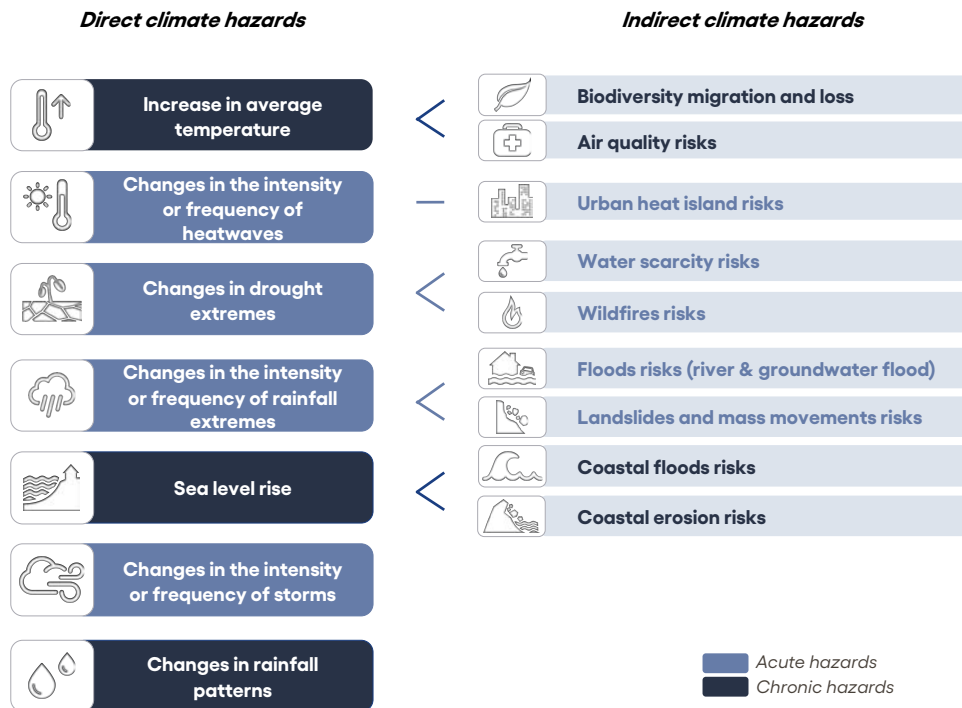 Direct climate hazards
Indirect climate hazards
Increase in average
temperature
Biodiversity migration and loss
Air quality risks
Changes in the intensity
or frequency of
heatwaves
Urban heat island risks
Changes in drought
extremes
Water scarcity risks
Wildfires risks
Changes in the intensity
or frequency of rainfall
extremes
Floods risks (river & groundwater flood)
Landslides and mass movements risks
Sea level rise
Coastal floods risks
Coastal erosion risks
Changes in the intensity
or frequency of storms
Changes in rainfall
patterns
Acute hazards
Chronic hazards